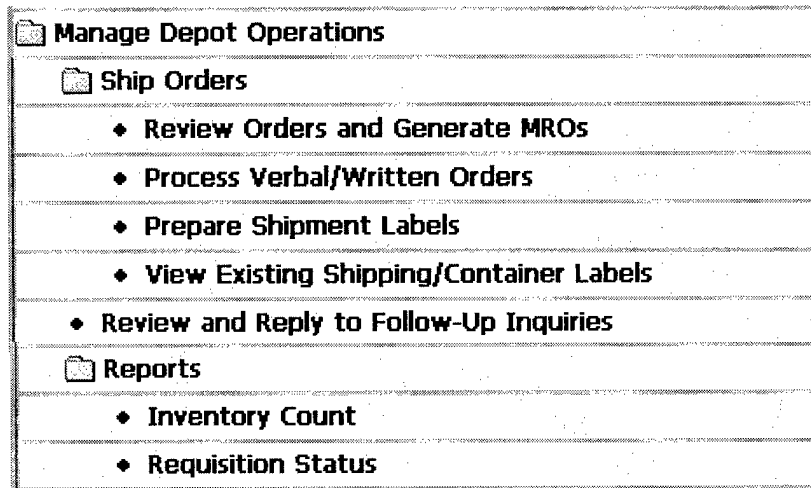 Manage Depot Operations
Ship Orders
Review Orders and Generate MROs
Process Verbal/Written Orders
Prepare Shipment Labels
View Existing Shipping/Container Labels
Review and Reply to Follow-Up Inquiries
Reports
Inventory Count
Requisition Status